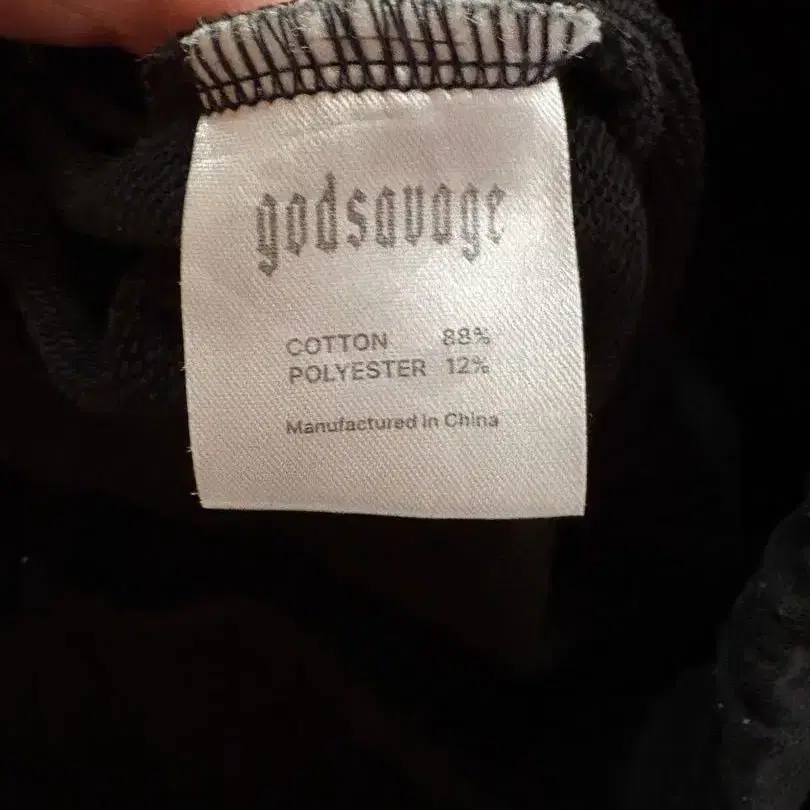 godsavage
COTTON 88%
POLYESTER 12%
Manufactured in China